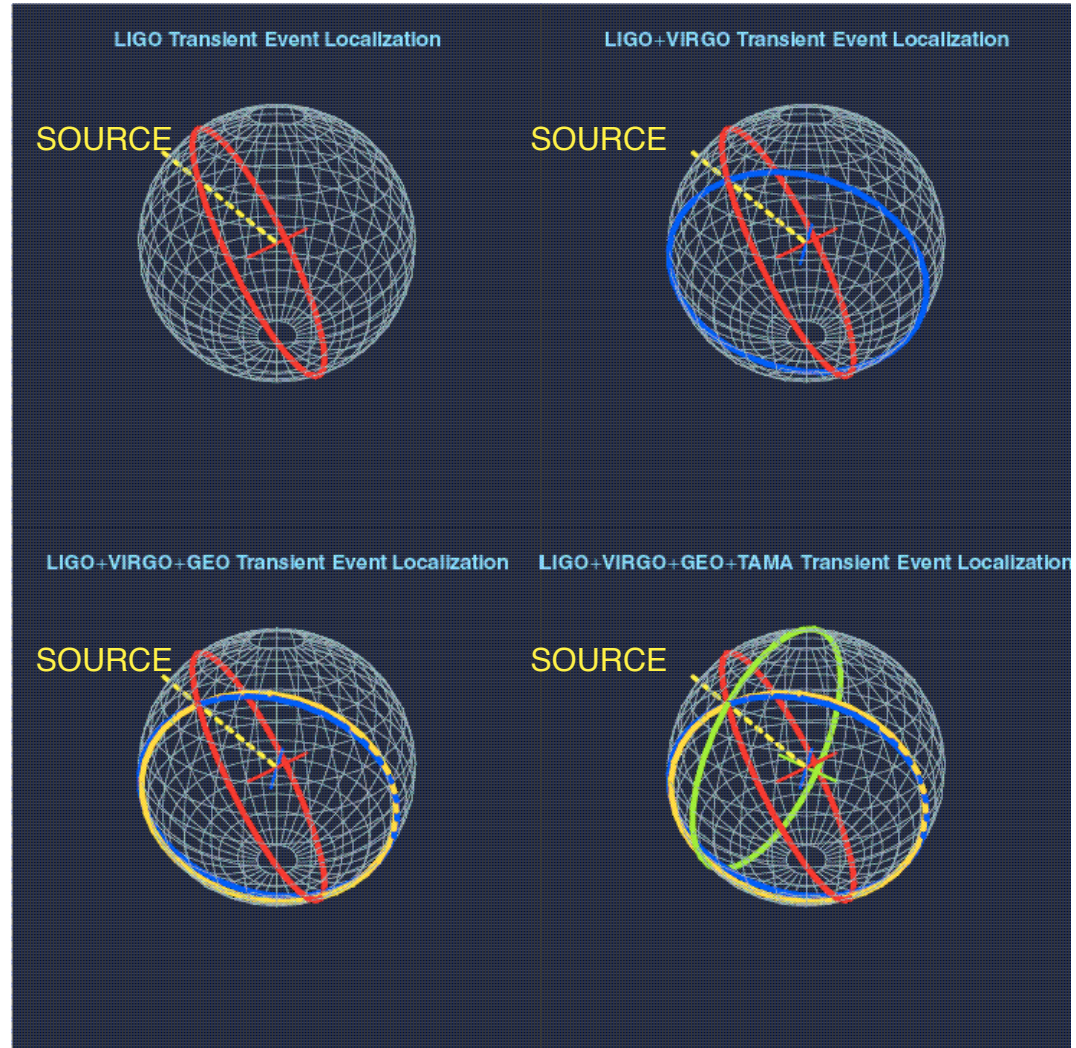 LIGO Transient Event Localization
SOURCE
LIGO+VIRGO Transient Event Localization
SOURCE
LIGO+VIRGO+GEO Transient Event Localization
SOURCE
LIGO+VIRGO+GEO+TAMA Transient Event Localization
SOURCE